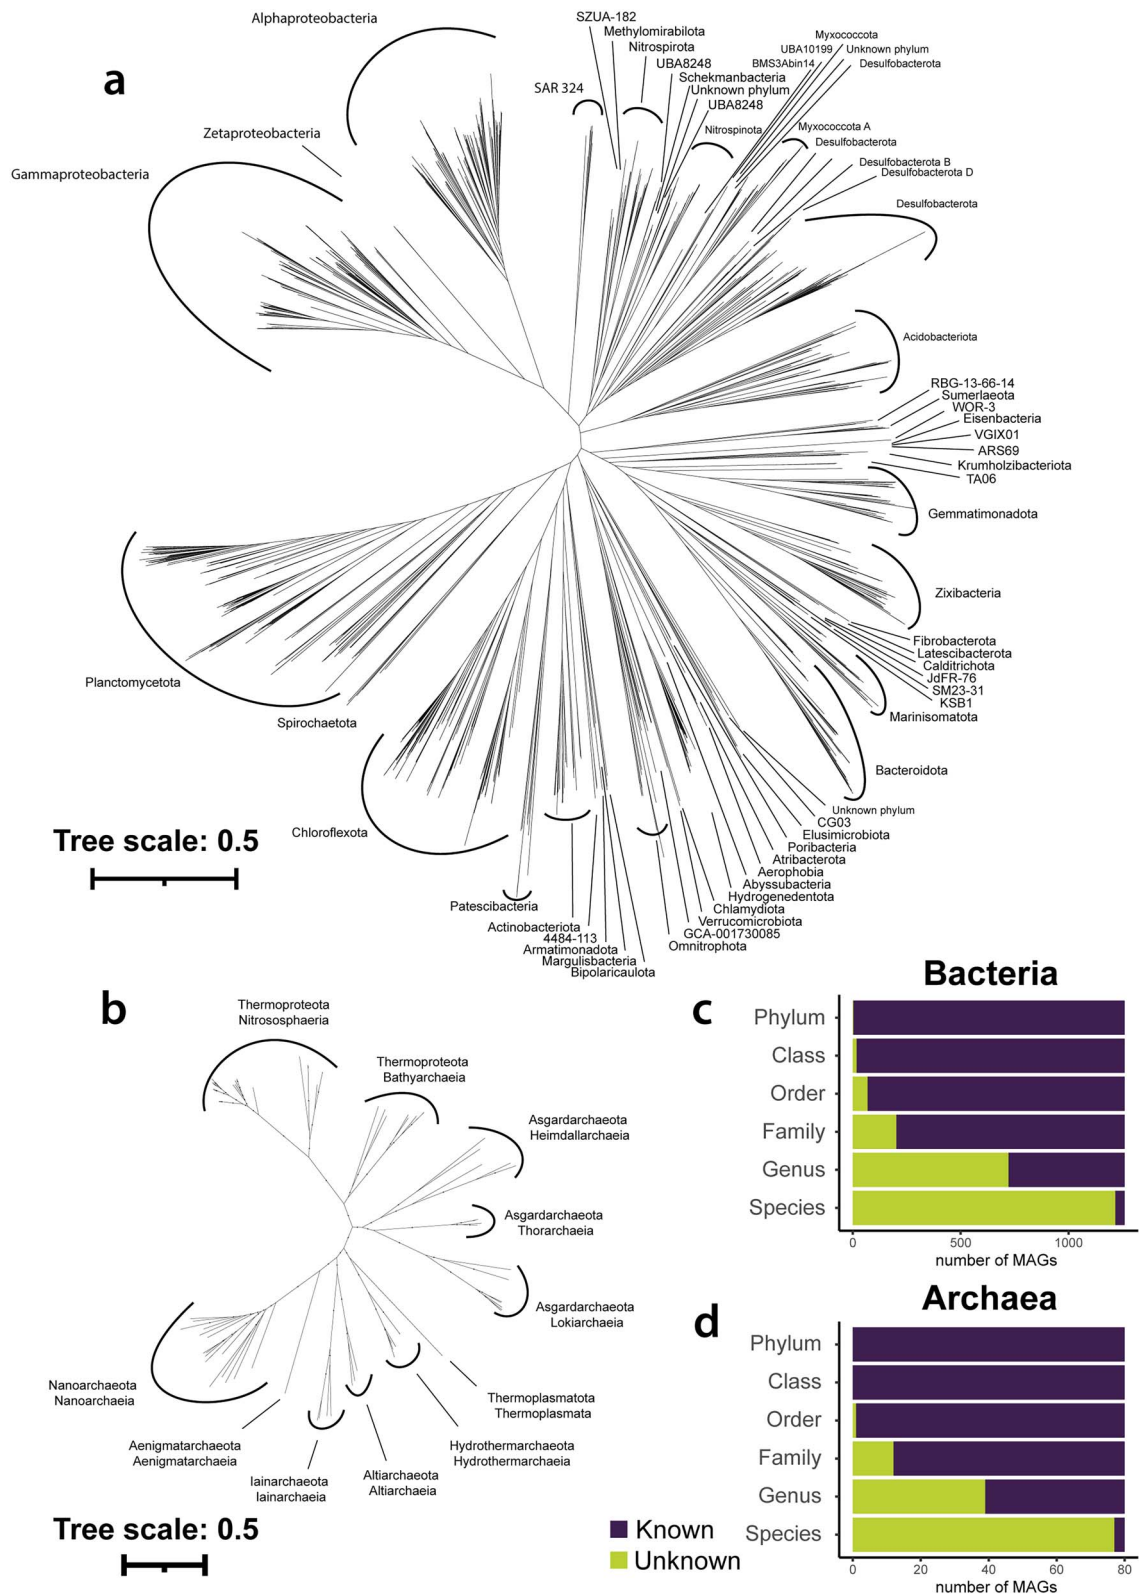 a
Alphaproteobacteria
Zetaproteobacteria
Gammaproteobacteria
SAR 324
SZUA-182
Methylomirabilota
Nitrospirota
UBA8248
Schekmanbacteria
Unknown phylum
UBA8248
Nitrospinota
Myxococcota
UBA10199
Unknown phylum
BMS3Abin14
Desulfobacterota
Myxococcota A
Desulfobacterota
Desulfobacterota B
Desulfobacterota D
Desulfobacterota
Acidobacteriota
RBG-13-66-14
Sumerlaeota
WOR-3
Eisenbacteria
VGIX01
ARS69
Krumholzibacteriota
TA06
Gemmatimonadota
Zixibacteria
Fibrobacterota
Latescibacterota
Calditrichota
JdFR-76
SM23-31
KSB1
Marinisomatota
Bacteroidota
Unknown phylum
CG03
Elusimicrobiota
Poribacteria
Atribacterota
Aerophobia
Abyssubacteria
Hydrogenedentota
Chlamydiota
Verrucomicrobiota
GCA-001730085
Omnitrophota
Bipolaricaulota
Margulisbacteria
Armatimonadota
4484-113
Actinobacteriota
Patescibacteria
Chloroflexota
Spirochaetota
Planctomycetota
Tree scale: 0.5
b
Thermoproteota
Nitrososphaeria
Thermoproteota
Bathyarchaeia
Asgardarchaeota
Heimdallarchaeia
Asgardarchaeota
Thorarchaeia
Asgardarchaeota
Lokiarchaeia
Thermoplasmatota
Thermoplasmata
Hydrothermarchaeota
Hydrothermarchaeia
Altiarchaeota
Altiarchaeia
Iainarchaeota
Iainarchaeia
Aenigmatarchaeota
Aenigmatarchaeia
Nanoarchaeota
Nanoarchaeia
Tree scale: 0.5
c
Bacteria
Phylum
Class
Order
Family
Genus
Species
0 500 1000
number of MAGs
d
Archaea
Phylum
Class
Order
Family
Genus
Species
0 20 40 60 80
number of MAGs
Known
Unknown